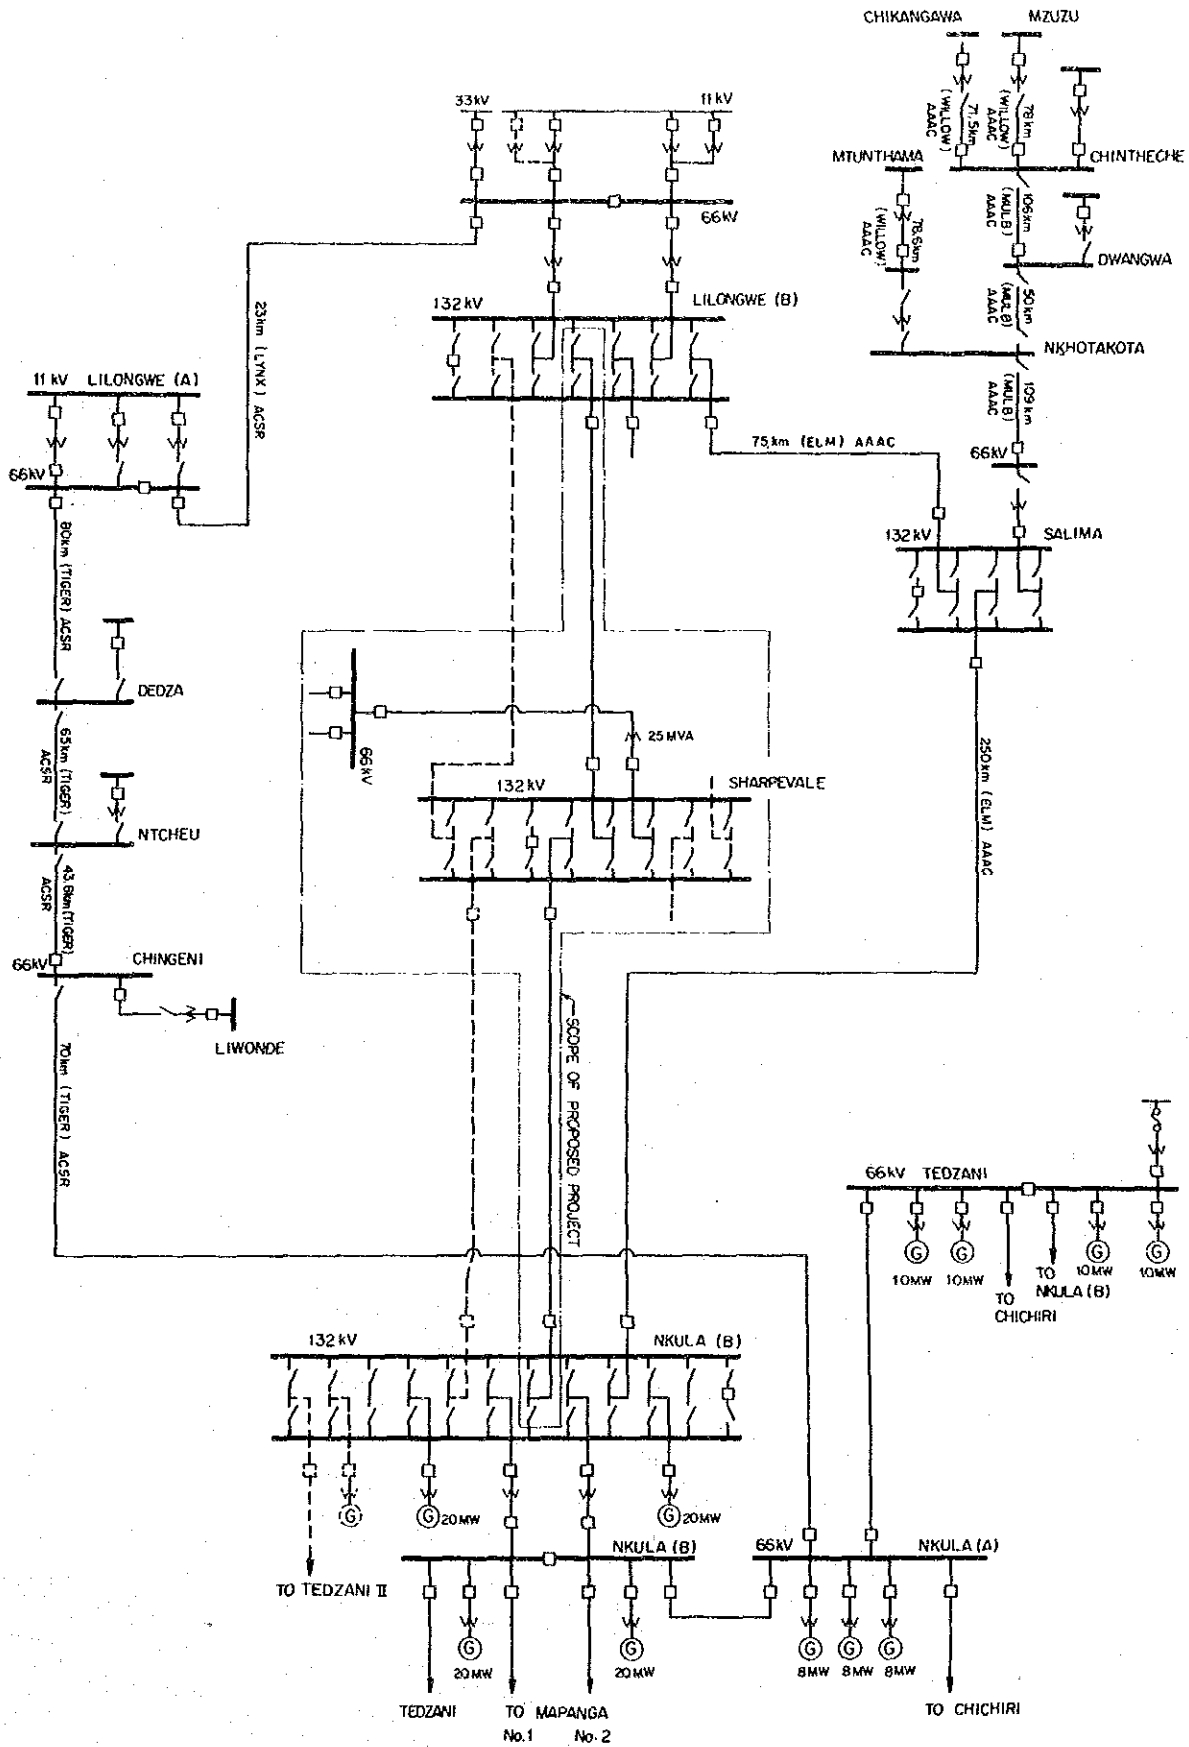 CHIKANGAWA
MZUZU
33kV
11kV
71,5km
(WILLOW)
AAAC
78km
(WILLOW)
AAAC
MTUNTHAMA
CHINTHECHE
78.6km
(WILLOW)
AAAC
106km
(MULB)
AAAC
66kV
DWANGWA
50km
(MULB)
AAAC
132kV
LILONGWE (B)
NKHOTAKOTA
23km (LYNX) ACSR
11kV LILONGWE (A)
109km
(MULB)
AAAC
75km (ELM) AAAC
66kV
66kV
132kV
SALIMA
80km (TIGER) ACSR
DEDZA
66kV
25MVA
65km (TIGER)
ACSR
250km (ELM) AAAC
132kV
SHARPEVALE
NTCHEU
43.8km (TIGER)
ACSR
66kV
CHINGENI
LIWONDE
SCOPE OF PROPOSED PROJECT
70km (TIGER) ACSR
66kV TEDZANI
G
G
G
G
10MW
10MW
10MW
10MW
TO
CHICHIRI
TO
NKULA (B)
132kV
NKULA (B)
G
G 20MW
G 20MW
TO TEDZANI II
NKULA (B)
66kV
NKULA (A)
G
20MW
G
20MW
G
8MW
G
8MW
G
8MW
TEDZANI
TO MAPANGA
No.1 No.2
TO CHICHIRI